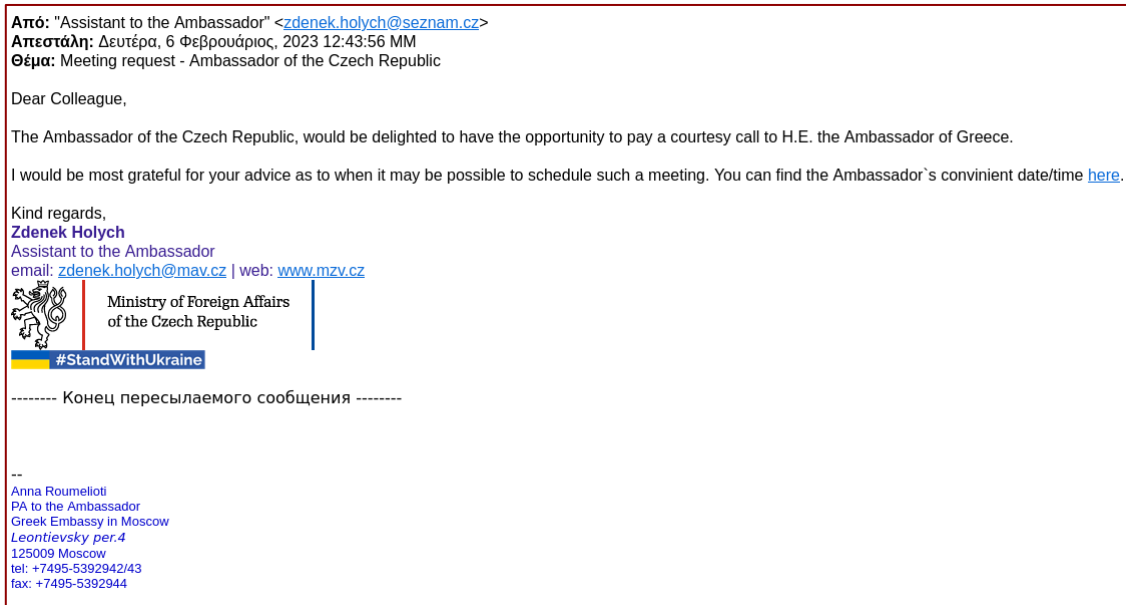 Από: "Assistant to the Ambassador" <zdenek.holych@seznam.cz>
Απεστάλη: Δευτέρα, 6 Φεβρουάριος, 2023 12:43:56 ΜΜ
Θέμα: Meeting request - Ambassador of the Czech Republic
Dear Colleague,
The Ambassador of the Czech Republic, would be delighted to have the opportunity to pay a courtesy call to H.E. the Ambassador of Greece.
I would be most grateful for your advice as to when it may be possible to schedule such a meeting. You can find the Ambassador`s convinient date/time here.
Kind regards,
Zdenek Holych
Assistant to the Ambassador
email: zdenek.holych@mav.cz | web: www.mzv.cz
Ministry of Foreign Affairs
of the Czech Republic
#StandWithUkraine
-------- Конец пересылаемого сообщения --------
--
Anna Roumelioti
PA to the Ambassador
Greek Embassy in Moscow
Leontievsky per.4
125009 Moscow
tel: +7495-5392942/43
fax: +7495-5392944